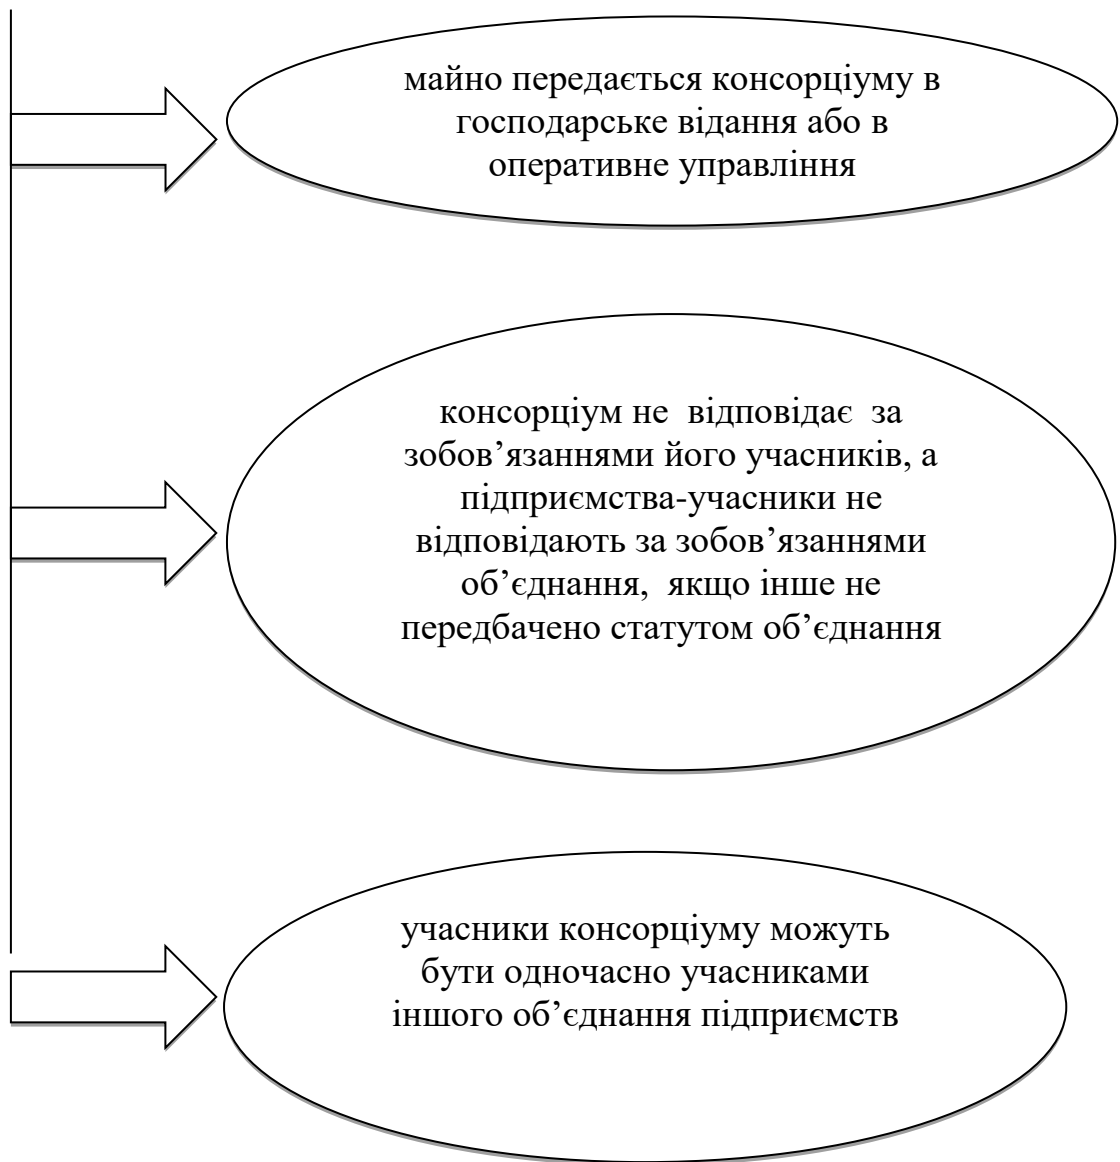 майно передається консорціуму в
господарське відання або в
оперативне управління
консорціум не відповідає за
зобов’язаннями його учасників, а
підприємства-учасники не
відповідають за зобов’язаннями
об’єднання, якщо інше не
передбачено статутом об’єднання
учасники консорціуму можуть
бути одночасно учасниками
іншого об’єднання підприємств